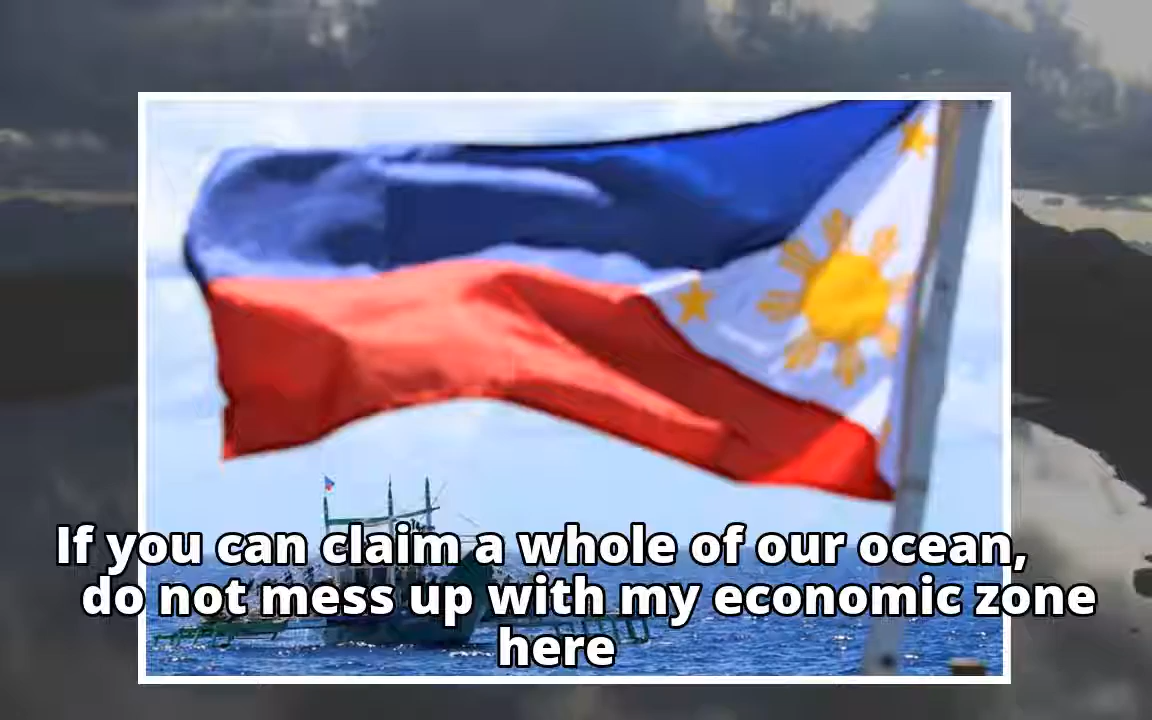 If you can claim a whole of our ocean,
do not mess up with my economic zone
here